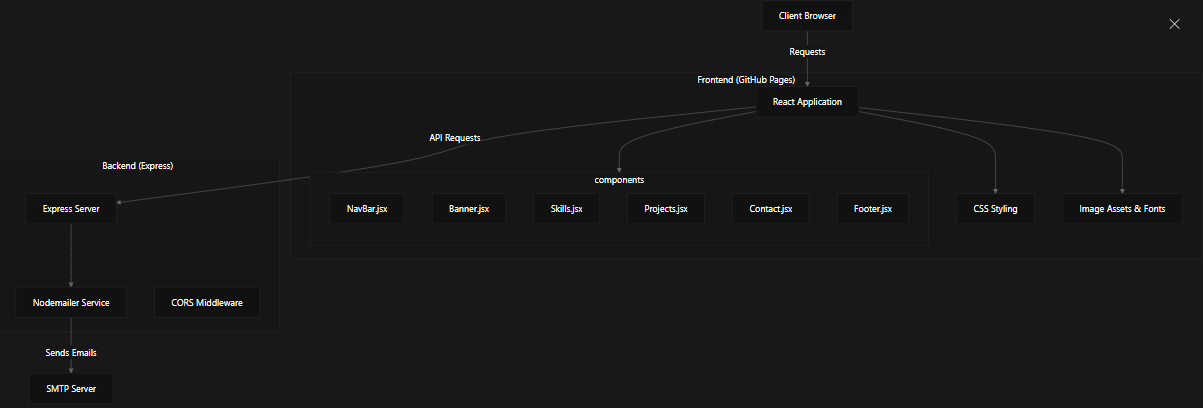 Client Browser
Requests
Frontend (GitHub Pages)
React Application
API Requests
Backend (Express)
components
Express Server
NavBar.jsx
Banner.jsx
Skills.jsx
Projects.jsx
Contact.jsx
Footer.jsx
CSS Styling
Image Assets & Fonts
Nodemailer Service
CORS Middleware
Sends Emails
SMTP Server